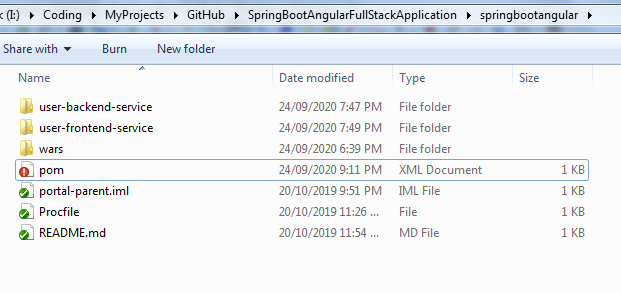 k (I:) Coding MyProjects GitHub SpringBootAngularFullStackApplication springbootangular
Share with Burn New folder
Name Date modified Type Size
user-backend-service 24/09/2020 7:47 PM File folder
user-frontend-service 24/09/2020 7:49 PM File folder
wars 24/09/2020 6:39 PM File folder
pom 24/09/2020 9:11 PM XML Document 1 KB
portal-parent.iml 20/10/2019 9:51 PM IML File 1 KB
Procfile 20/10/2019 11:26 ... File 1 KB
README.md 20/10/2019 11:54 ... MD File 1 KB